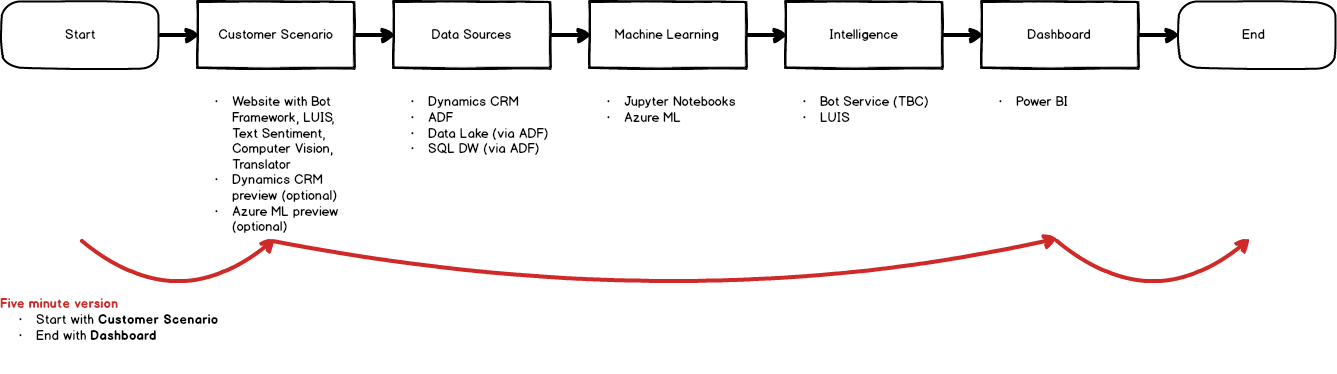 Start
Customer Scenario
Data Sources
Machine Learning
Intelligence
Dashboard
End
· Website with Bot
Framework, LUIS,
Text Sentiment,
Computer Vision,
Translator
· Dynamics CRM
preview (optional)
· Azure ML preview
(optional)
· Dynamics CRM
· ADF
· Data Lake (via ADF)
· SQL DW (via ADF)
· Jupyter Notebooks
· Azure ML
· Bot Service (TBC)
· LUIS
· Power BI
Five minute version
· Start with Customer Scenario
· End with Dashboard